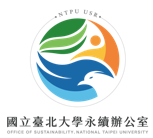 NTPU USR
國立臺北大學永續辦公室
OFFICE OF SUSTAINABILITY, NATIONAL TAIPEI UNIVERSITY